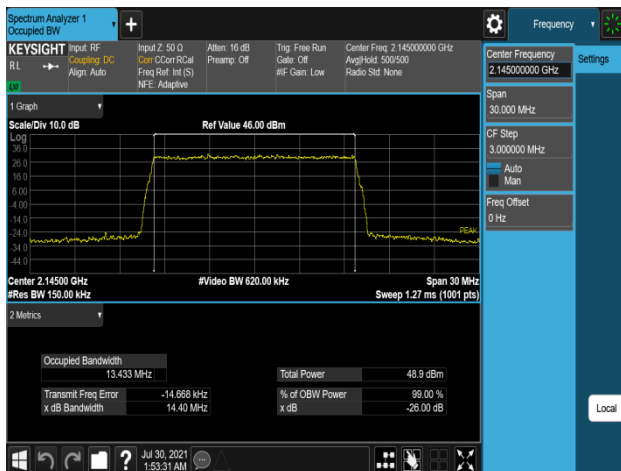 Spectrum Analyzer 1
Occupied BW
+
Frequency
KEYSIGHT
R L
LXI
Input: RF
Coupling: DC
Align: Auto
Input Z: 50 Ω
Corr CCorr RCal
Freq Ref: Int (S)
NFE: Adaptive
Atten: 16 dB
Preamp: Off
Trig: Free Run
Gate: Off
#IF Gain: Low
Center Freq: 2.145000000 GHz
Avg|Hold: 500/500
Radio Std: None
1 Graph
Scale/Div 10.0 dB
Ref Value 46.00 dBm
Log
36.0
26.0
16.0
6.00
-4.00
-14.0
-24.0
-34.0
-44.0
PEAK
Center 2.14500 GHz
#Video BW 620.00 kHz
Span 30 MHz
#Res BW 150.00 kHz
Sweep 1.27 ms (1001 pts)
2 Metrics
Occupied Bandwidth
13.433 MHz
Total Power
48.9 dBm
Transmit Freq Error
-14.668 kHz
% of OBW Power
99.00 %
x dB Bandwidth
14.40 MHz
x dB
-26.00 dB
Center Frequency
2.145000000 GHz
Settings
Span
30.000 MHz
CF Step
3.000000 MHz
Auto
Man
Freq Offset
0 Hz
Local
?
Jul 30, 2021
1:53:31 AM